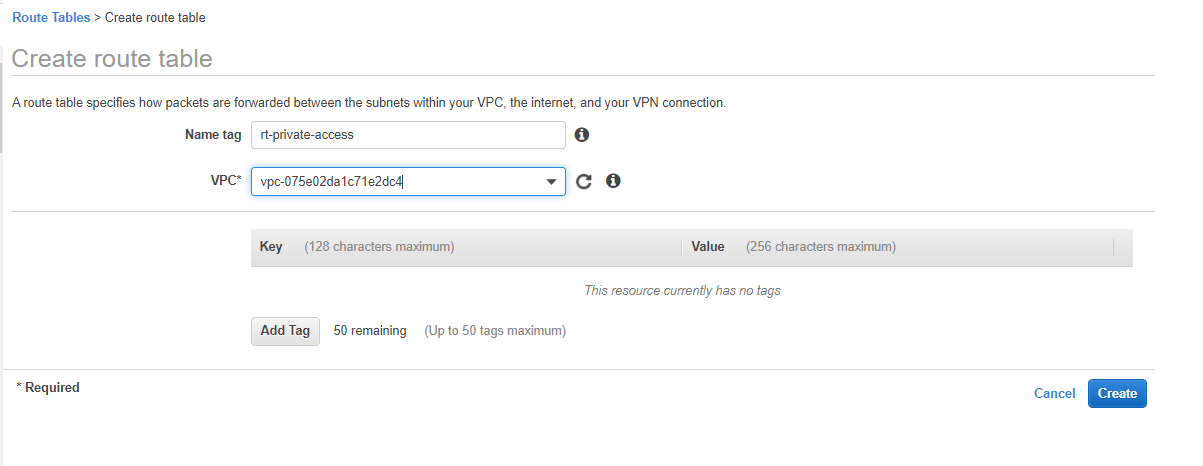 Route Tables > Create route table
Create route table
A route table specifies how packets are forwarded between the subnets within your VPC, the internet, and your VPN connection.
Name tag rt-private-access
VPC* vpc-075e02da1c71e2dc4
Key (128 characters maximum) Value (256 characters maximum)
This resource currently has no tags
Add Tag 50 remaining (Up to 50 tags maximum)
* Required
Cancel Create